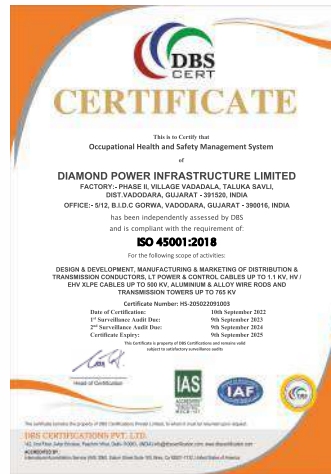 DBS
CERT
CERTIFICATE
This is to Certify that
Occupational Health and Safety Management System
of
DIAMOND POWER INFRASTRUCTURE LIMITED
FACTORY:- PHASE II, VILLAGE VADADALA, TALUKA SAVLI,
DIST.VADODARA, GUJARAT - 391520, INDIA
OFFICE:- 5/12, B.I.D.C GORWA, VADODARA, GUJARAT - 390016, INDIA
has been independently assessed by DBS
and is compliant with the requirement of:
ISO 45001:2018
For the following scope of activities:
DESIGN & DEVELOPMENT, MANUFACTURING & MARKETING OF DISTRIBUTION &
TRANSMISSION CONDUCTORS, LT POWER & CONTROL CABLES UP TO 1.1 KV, HV /
EHV XLPE CABLES UP TO 500 KV, ALUMINIUM & ALLOY WIRE RODS AND
TRANSMISSION TOWERS UP TO 765 KV
Certificate Number: HS-205022091003
Date of Certification: 10th September 2022
1st Surveillance Audit Due: 9th September 2023
2nd Surveillance Audit Due: 9th September 2024
Certificate Expiry: 9th September 2025
This Certificate is property of DBS Certifications and remains valid
subject to satisfactory surveillance audits
Head of Certification
IAS
ACCREDITED
IAF
DBS CERTIFICATIONS PVT. LTD.
ACCREDITED BY: